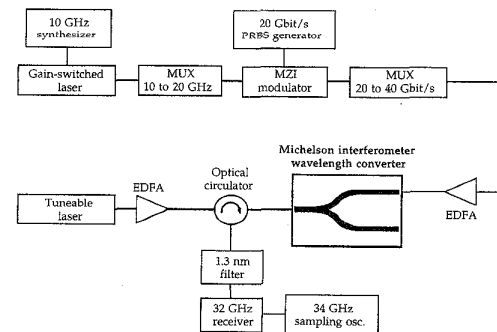 10 GHz
synthesizer
20 Gbit/s
PRBS generator
Gain-switched
laser
MUX
10 to 20 GHz
MZI
modulator
MUX
20 to 40 Gbit/s
Michelson interferometer
wavelength converter
Optical
circulator
EDFA
Tuneable
laser
EDFA
1.3 nm
filter
32 GHz
receiver
34 GHz
sampling osc.